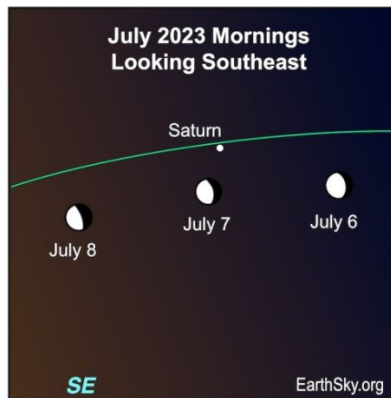 July 2023 Mornings
Looking Southeast
Saturn
July 8
July 7
July 6
SE
EarthSky.org